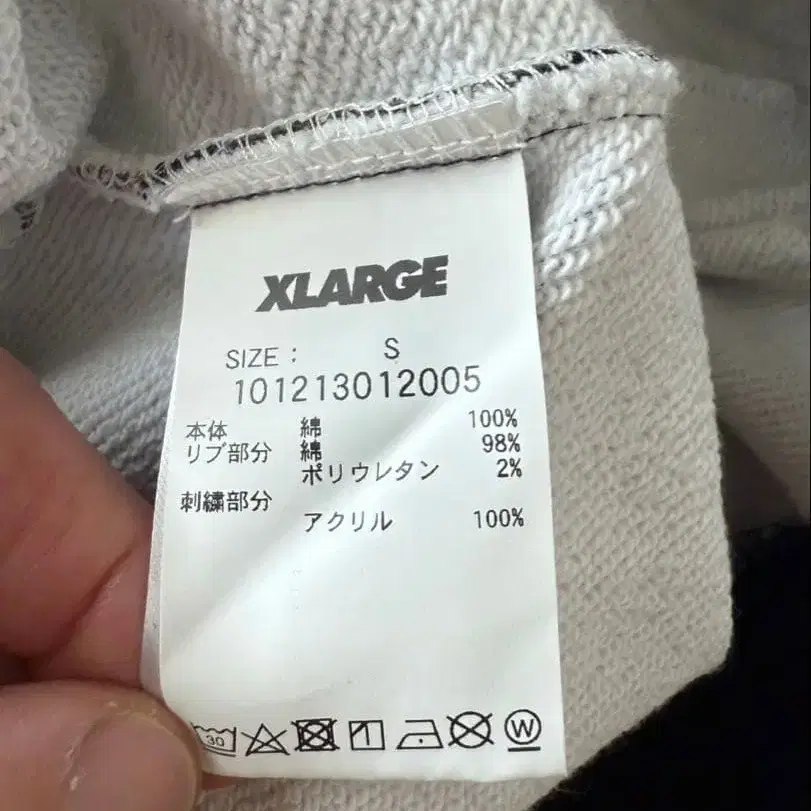 XLARGE
SIZE : S
101213012005
本体 綿 100%
リブ部分 綿 98%
ポリウレタン 2%
刺繍部分
アクリル 100%
30
W